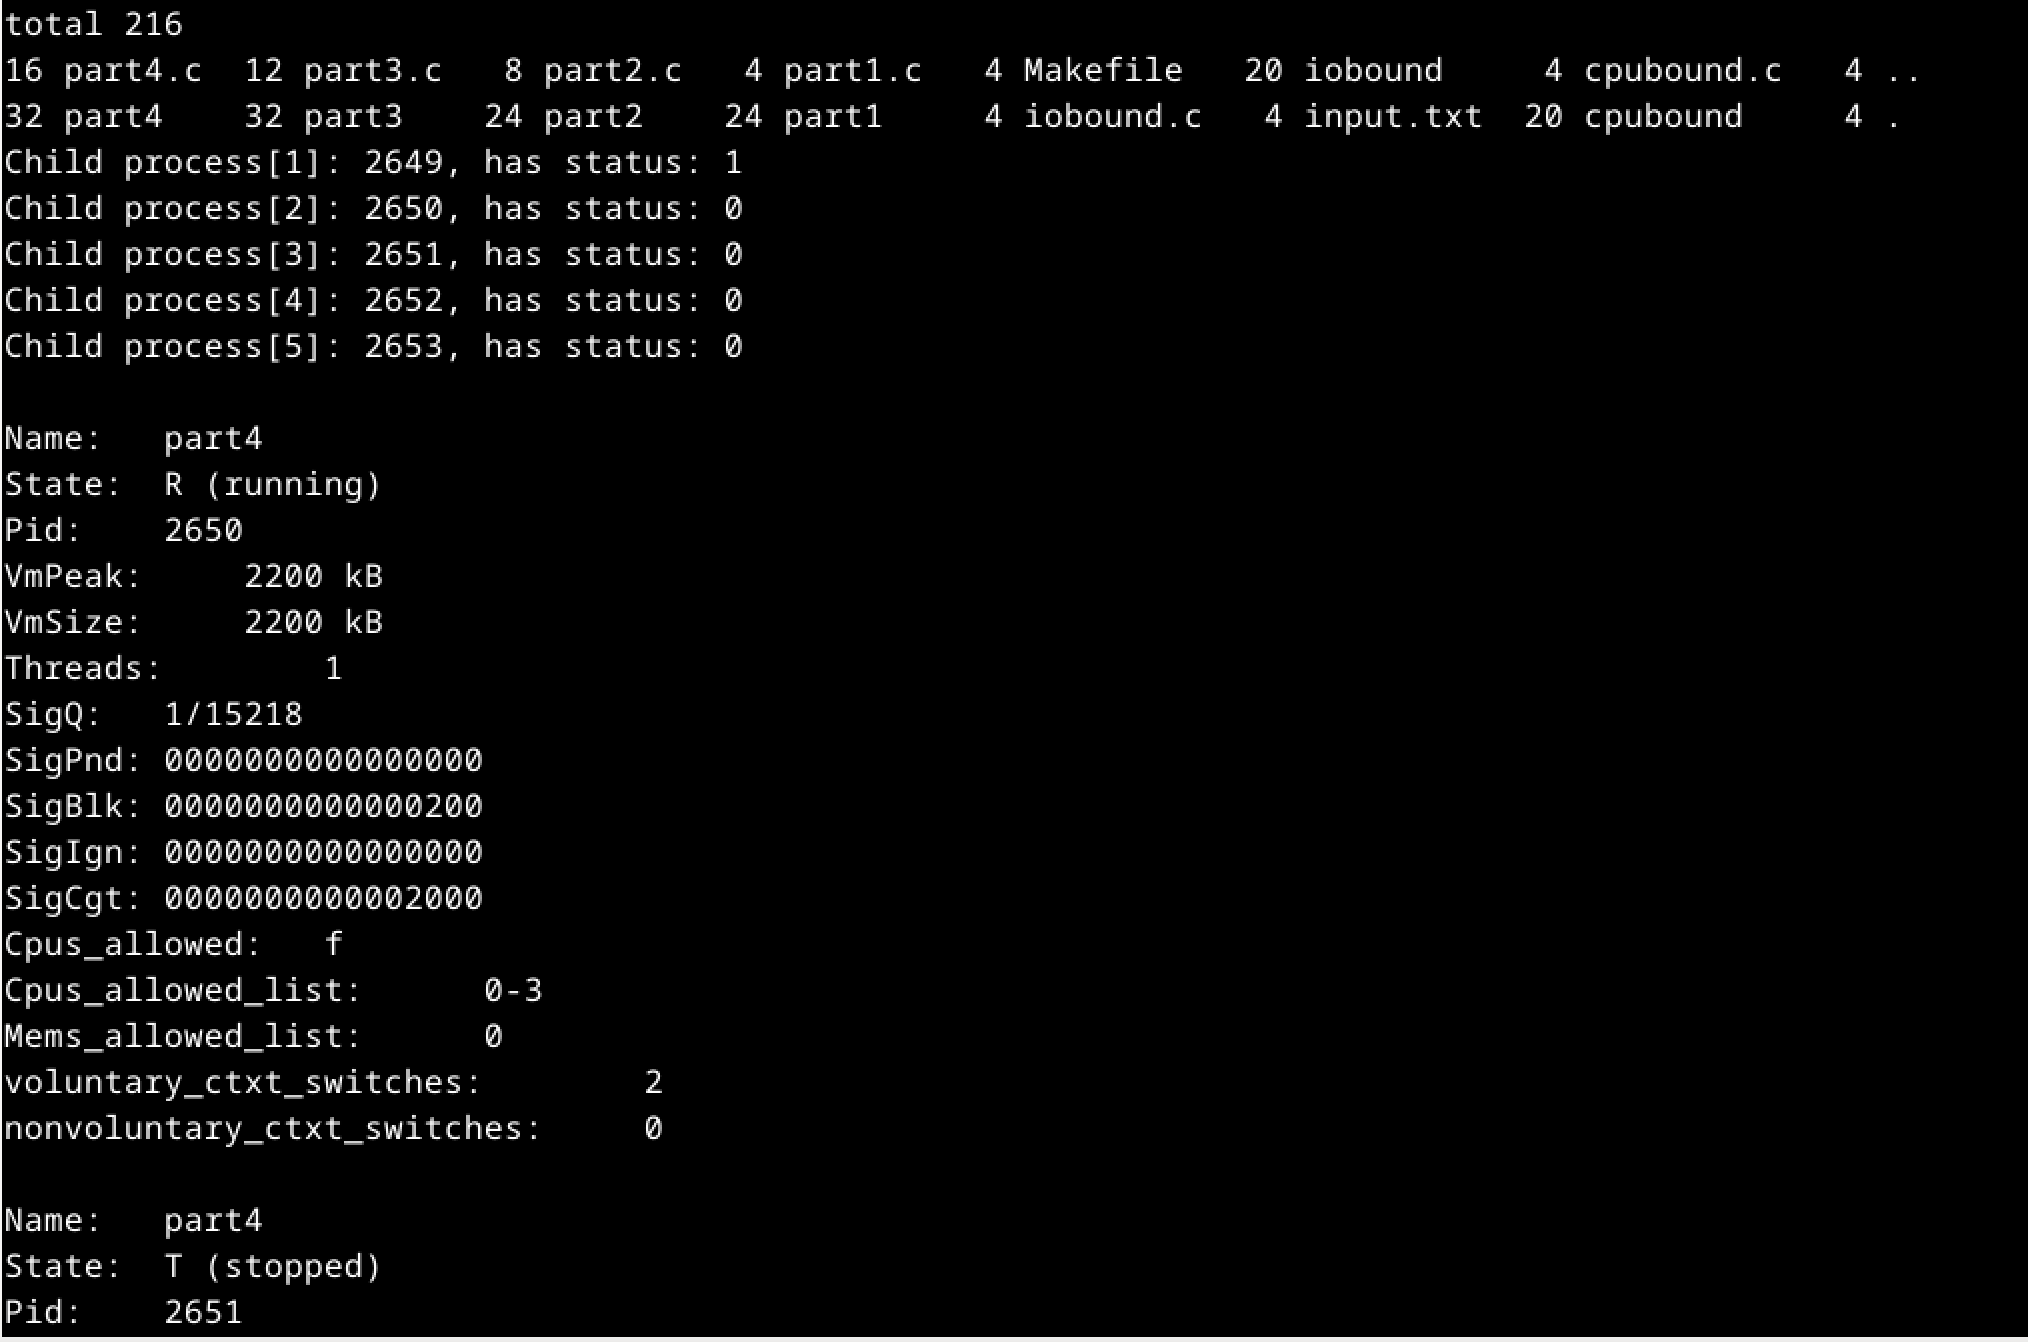 total 216
16 part4.c  12 part3.c   8 part2.c   4 part1.c   4 Makefile   20 iobound     4 cpubound.c   4 ..
32 part4    32 part3    24 part2    24 part1     4 iobound.c   4 input.txt  20 cpubound     4 .
Child process[1]: 2649, has status: 1
Child process[2]: 2650, has status: 0
Child process[3]: 2651, has status: 0
Child process[4]: 2652, has status: 0
Child process[5]: 2653, has status: 0
Name:   part4
State:  R (running)
Pid:    2650
VmPeak:     2200 kB
VmSize:     2200 kB
Threads:        1
SigQ:   1/15218
SigPnd: 0000000000000000
SigBlk: 0000000000000200
SigIgn: 0000000000000000
SigCgt: 0000000000002000
Cpus_allowed:   f
Cpus_allowed_list:      0-3
Mems_allowed_list:      0
voluntary_ctxt_switches:        2
nonvoluntary_ctxt_switches:     0
Name:   part4
State:  T (stopped)
Pid:    2651